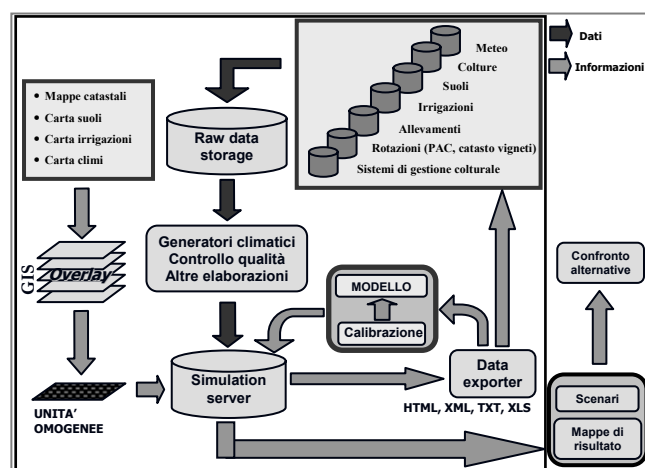 Dati
Informazioni
Meteo
Colture
Suoli
Irrigazioni
Allevamenti
Rotazioni (PAC, catasto vigneti)
Sistemi di gestione colturale
• Mappe catastali
• Carta suoli
• Carta irrigazioni
• Carta climi
Raw data
storage
Generatori climatici
Controllo qualità
Altre elaborazioni
GIS
Overlay
MODELLO
Calibrazione
Confronto
alternative
Simulation
server
Data
exporter
HTML, XML, TXT, XLS
UNITA'
OMOGENEE
Scenari
Mappe di
risultato